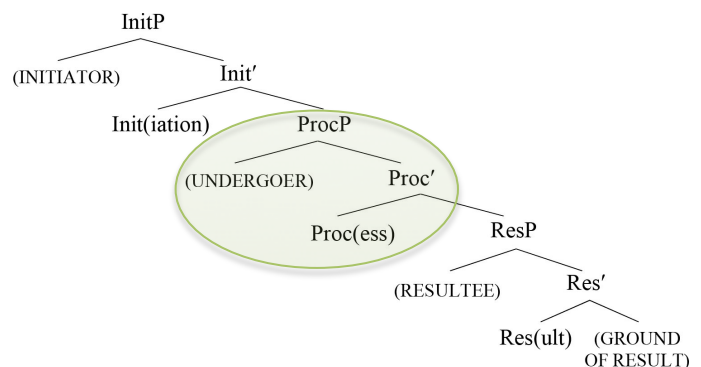 InitP
(INITIATOR)
Init′
Init(iation)
ProcP
(UNDERGOER)
Proc′
Proc(ess)
ResP
(RESULTEE)
Res′
Res(ult)
(GROUND
OF RESULT)